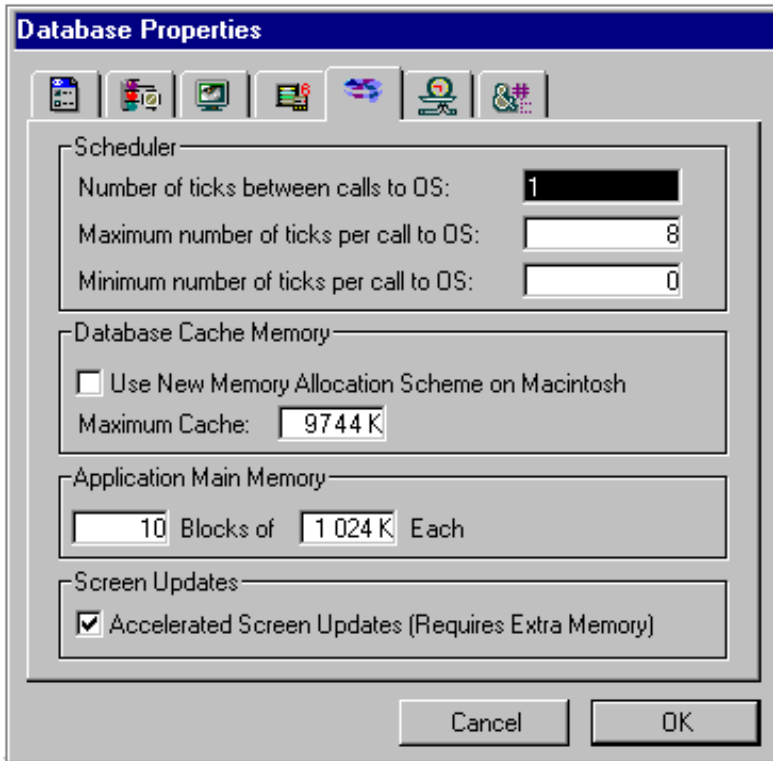 Database Properties
Scheduler
Number of ticks between calls to OS: 1
Maximum number of ticks per call to OS: 8
Minimum number of ticks per call to OS: 0
Database Cache Memory
Use New Memory Allocation Scheme on Macintosh
Maximum Cache: 9744 K
Application Main Memory
10 Blocks of 1 024 K Each
Screen Updates
Accelerated Screen Updates (Requires Extra Memory)
Cancel OK